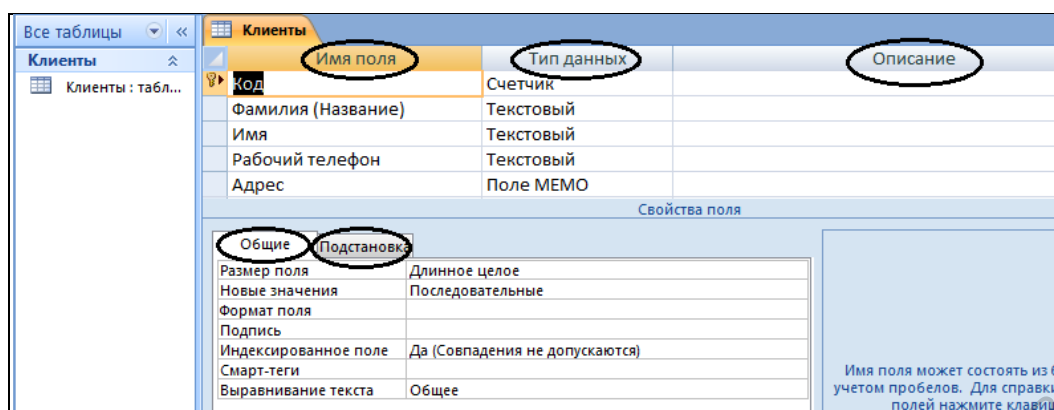 Все таблицы «
Клиенты
Клиенты : табл...
Клиенты
Имя поля Тип данных Описание
Код Счетчик
Фамилия (Название) Текстовый
Имя Текстовый
Рабочий телефон Текстовый
Адрес Поле МЕМО
Свойства поля
Общие Подстановка
Размер поля Длинное целое
Новые значения Последовательные
Формат поля
Подпись
Индексированное поле Да (Совпадения не допускаются)
Смарт-теги
Выравнивание текста Общее
Имя поля может состоять из
учетом пробелов. Для справки
полей нажмите